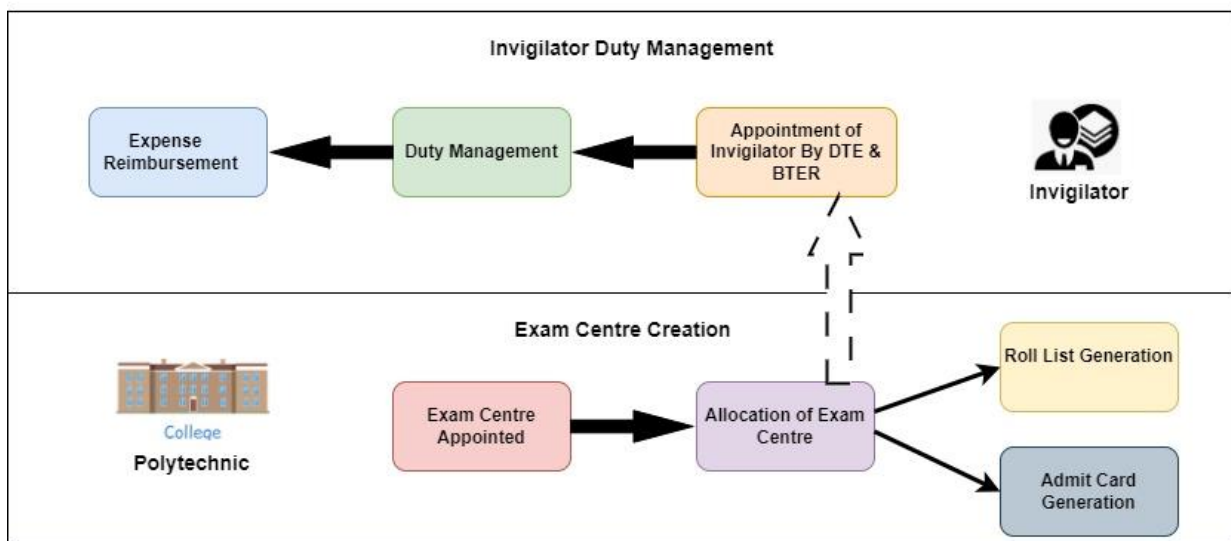 Invigilator Duty Management
Expense
Reimbursement
Duty Management
Appointment of
Invigilator By DTE &
BTER
Invigilator
Exam Centre Creation
College
Polytechnic
Exam Centre
Appointed
Allocation of Exam
Centre
Roll List Generation
Admit Card
Generation